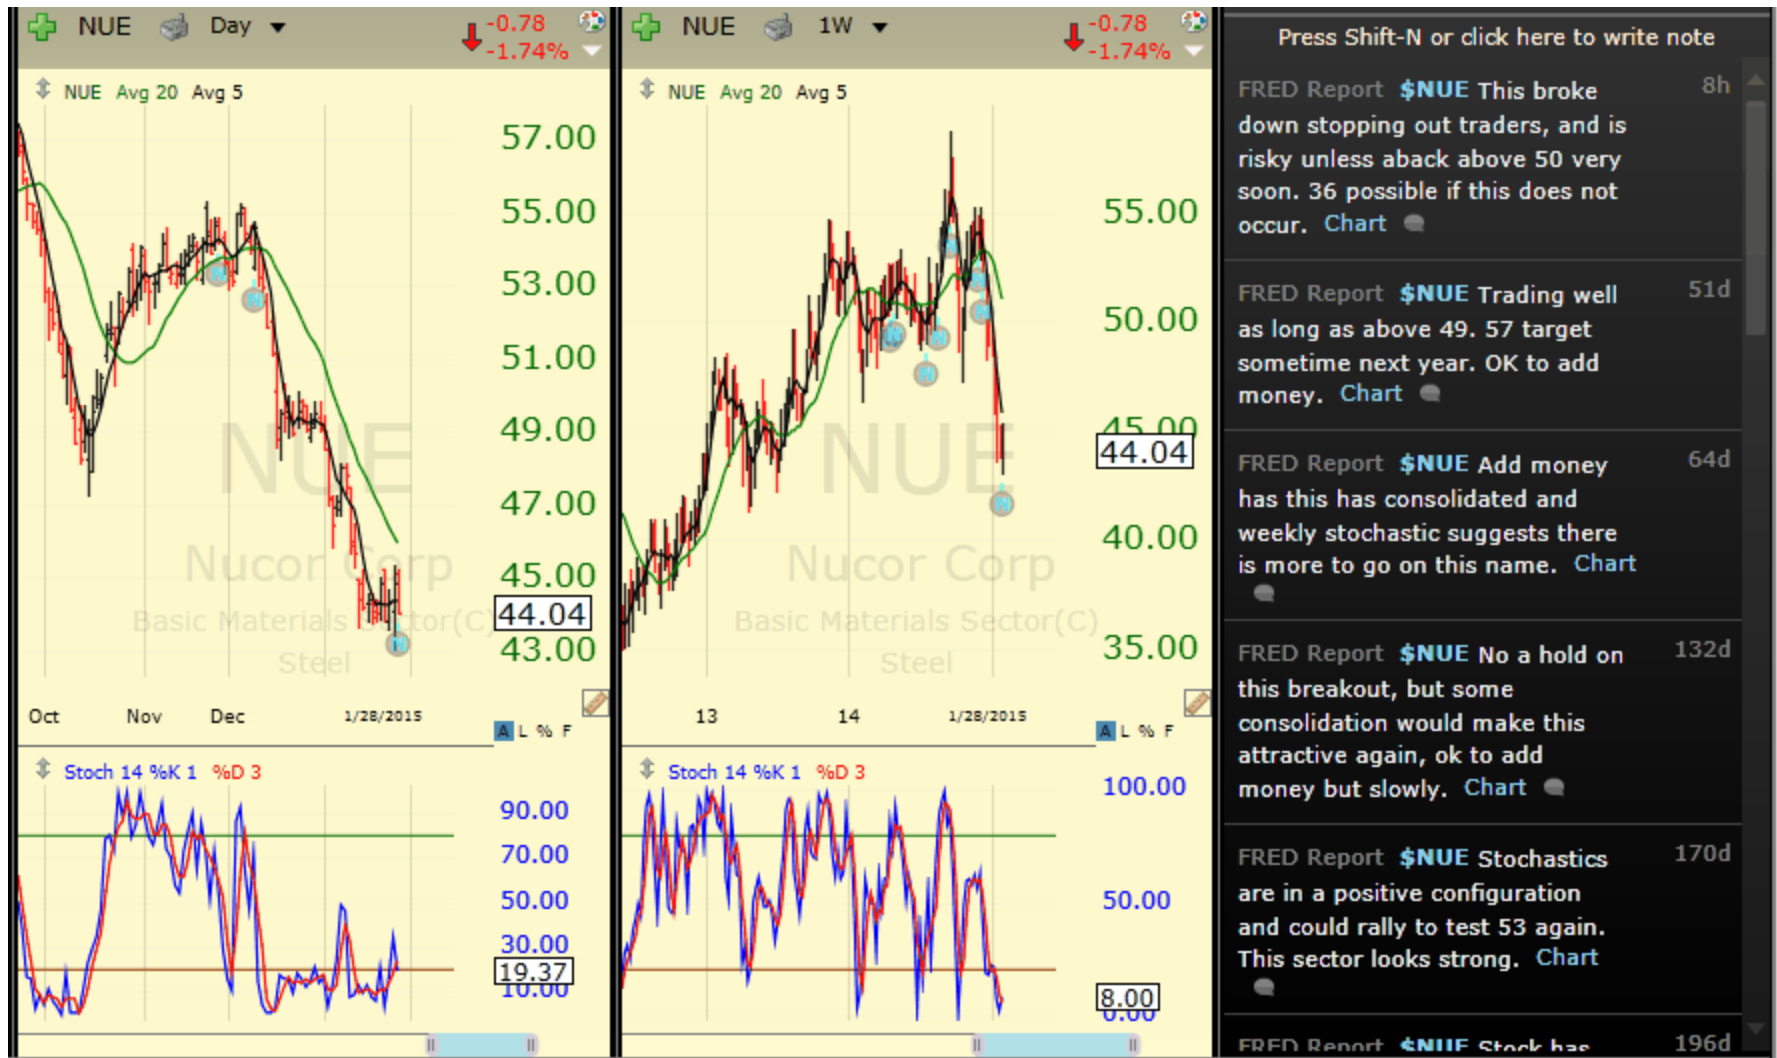 NUE Day -0.78
-1.74%
NUE Avg 20 Avg 5
57.00
55.00
53.00
51.00
49.00
47.00
45.00
44.04
43.00
NUE
Nucor Corp
Basic Materials Sector(C)
Steel
Oct Nov Dec 1/28/2015
A L % F
Stoch 14 %K 1 %D 3
90.00
70.00
50.00
30.00
19.37
10.00
NUE 1W -0.78
-1.74%
NUE Avg 20 Avg 5
55.00
50.00
45.00
44.04
40.00
35.00
NUE
Nucor Corp
Basic Materials Sector(C)
Steel
13 14 1/28/2015
A L % F
Stoch 14 %K 1 %D 3
100.00
50.00
8.00
0.00
N
N
N
N
N
N
N
N
N
N
N
Press Shift-N or click here to write note
FRED Report $NUE This broke 8h
down stopping out traders, and is
risky unless aback above 50 very
soon. 36 possible if this does not
occur. Chart
FRED Report $NUE Trading well 51d
as long as above 49. 57 target
sometime next year. OK to add
money. Chart
FRED Report $NUE Add money 64d
has this has consolidated and
weekly stochastic suggests there
is more to go on this name. Chart
FRED Report $NUE No a hold on 132d
this breakout, but some
consolidation would make this
attractive again, ok to add
money but slowly. Chart
FRED Report $NUE Stochastics 170d
are in a positive configuration
and could rally to test 53 again.
This sector looks strong. Chart
FRED Report $NUE Stock has 196d